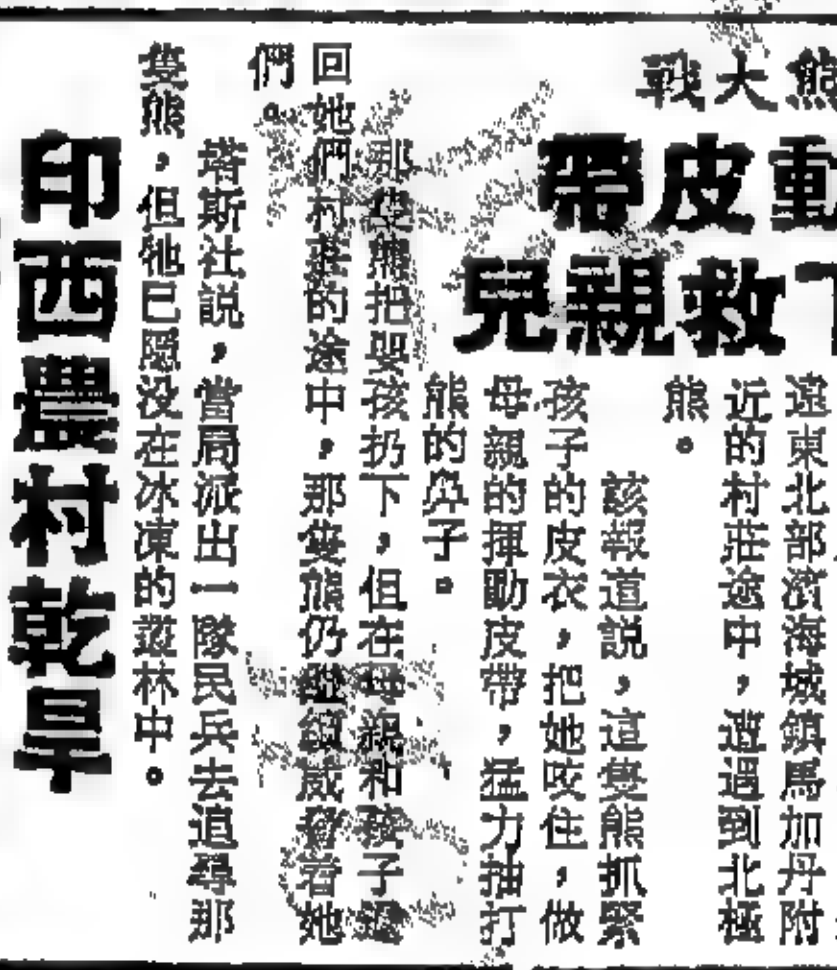 熊大戰
動皮帶
下救親兒
遠東北部濱海城鎮馬加丹附
近的村莊途中，遭遇到北極
熊。
該報道説，這隻熊抓緊
孩子的皮衣，把她咬住，做
母親的揮動皮帶，猛力抽打
熊的鼻子。
那隻熊把嬰孩扔下，但在母親和孩子返
回她們村莊的途中，那隻熊仍繼續威脅着她
們。
塔斯社説，當局派出一隊民兵去追尋那
隻熊，但牠已隱没在冰凍的叢林中。
印西農村乾旱